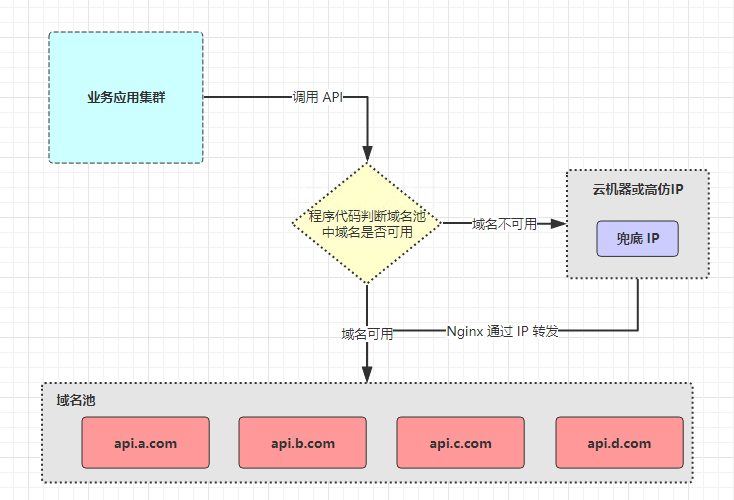 业务应用集群
调用 API
程序代码判断域名池
中域名是否可用
域名不可用
云机器或高仿IP
兜底 IP
域名可用
Nginx 通过 IP 转发
域名池
api.a.com
api.b.com
api.c.com
api.d.com